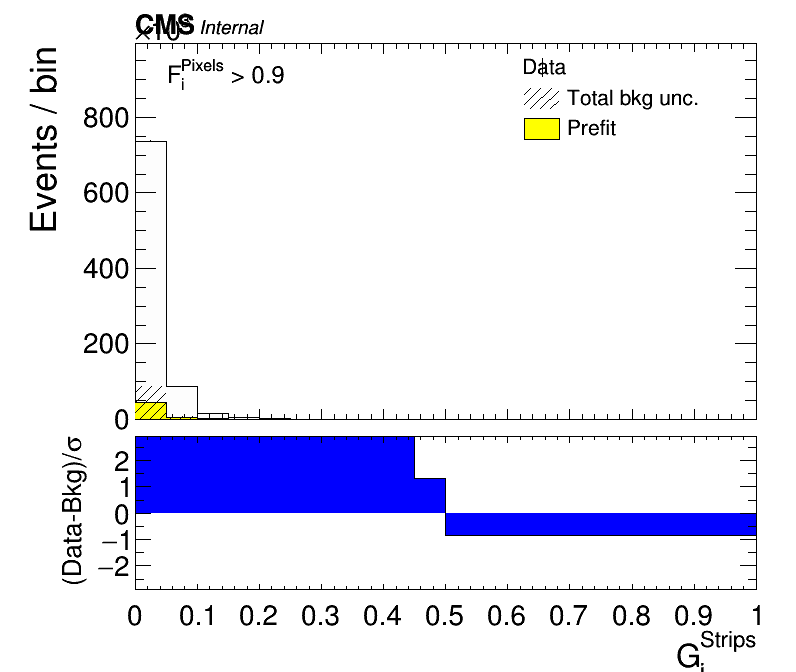 CMS Internal
×10³
F_i^Pixels > 0.9
Data
Total bkg unc.
Prefit
Events / bin
800
600
400
200
0
(Data-Bkg)/σ
2
1
0
−1
−2
0 0.1 0.2 0.3 0.4 0.5 0.6 0.7 0.8 0.9 1
G_i^Strips